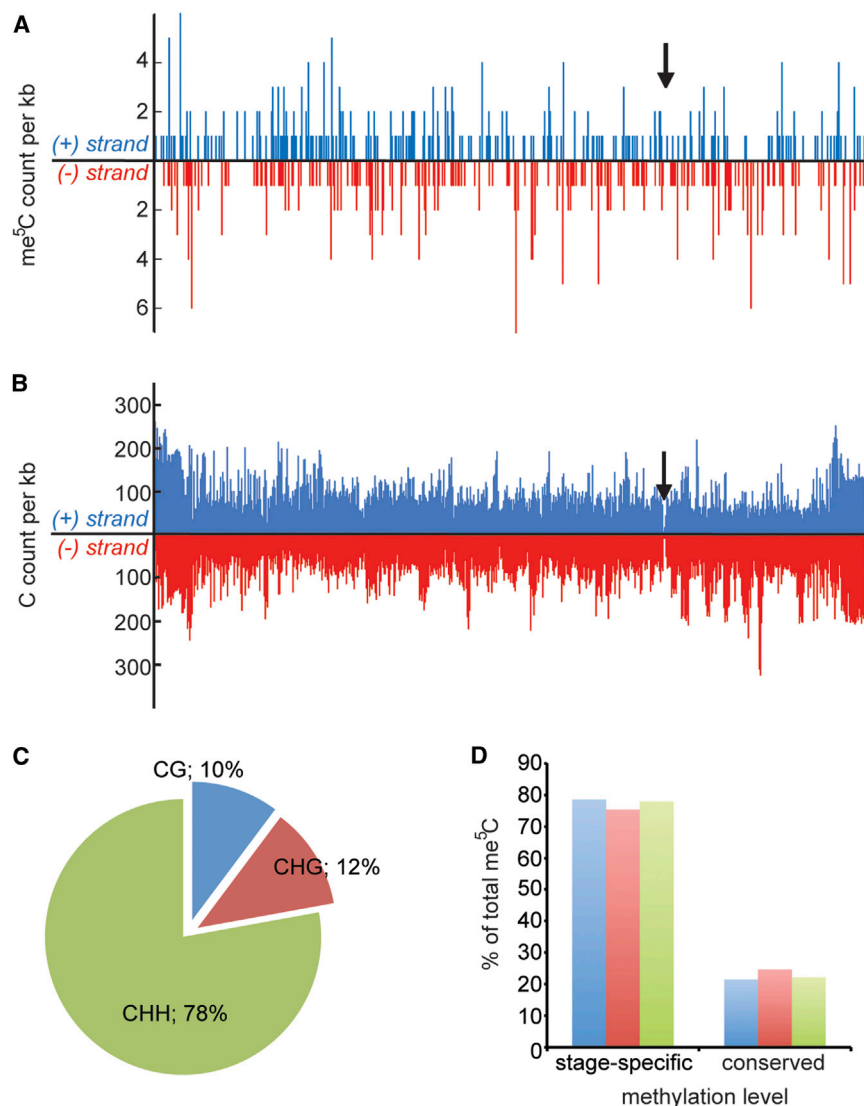 A
me⁵C count per kb
4
2
(+) strand
(-) strand
2
4
6
B
C count per kb
300
200
100
(+) strand
(-) strand
100
200
300
C
CG; 10%
CHG; 12%
CHH; 78%
D
% of total me⁵C
90
80
70
60
50
40
30
20
10
0
stage-specific conserved
methylation level